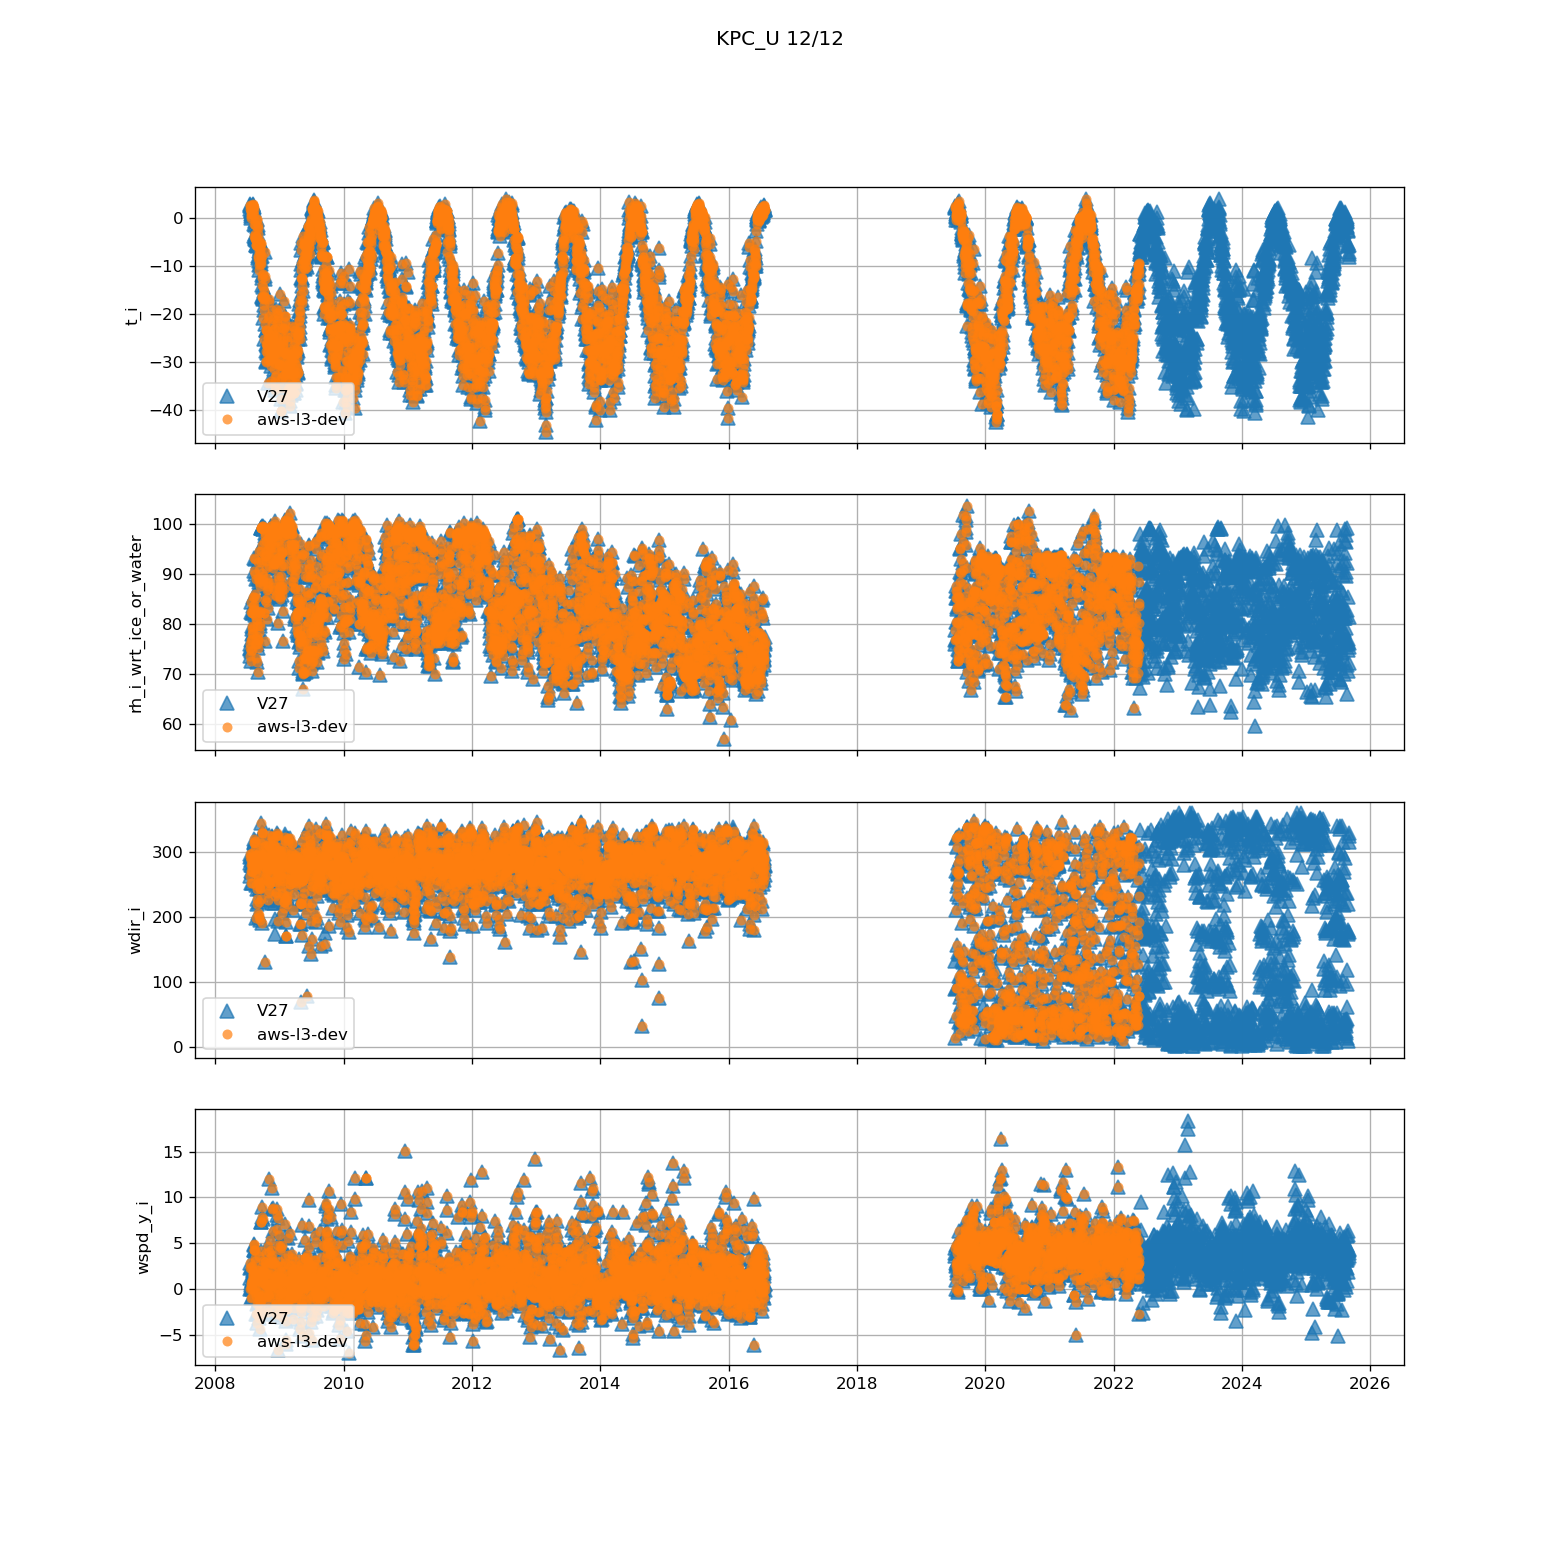 KPC_U 12/12
t_i
0
−10
−20
−30
−40
V27
aws-l3-dev
rh_i_wrt_ice_or_water
100
90
80
70
60
V27
aws-l3-dev
wdir_i
300
200
100
0
V27
aws-l3-dev
wspd_y_i
15
10
5
0
−5
V27
aws-l3-dev
2008 2010 2012 2014 2016 2018 2020 2022 2024 2026